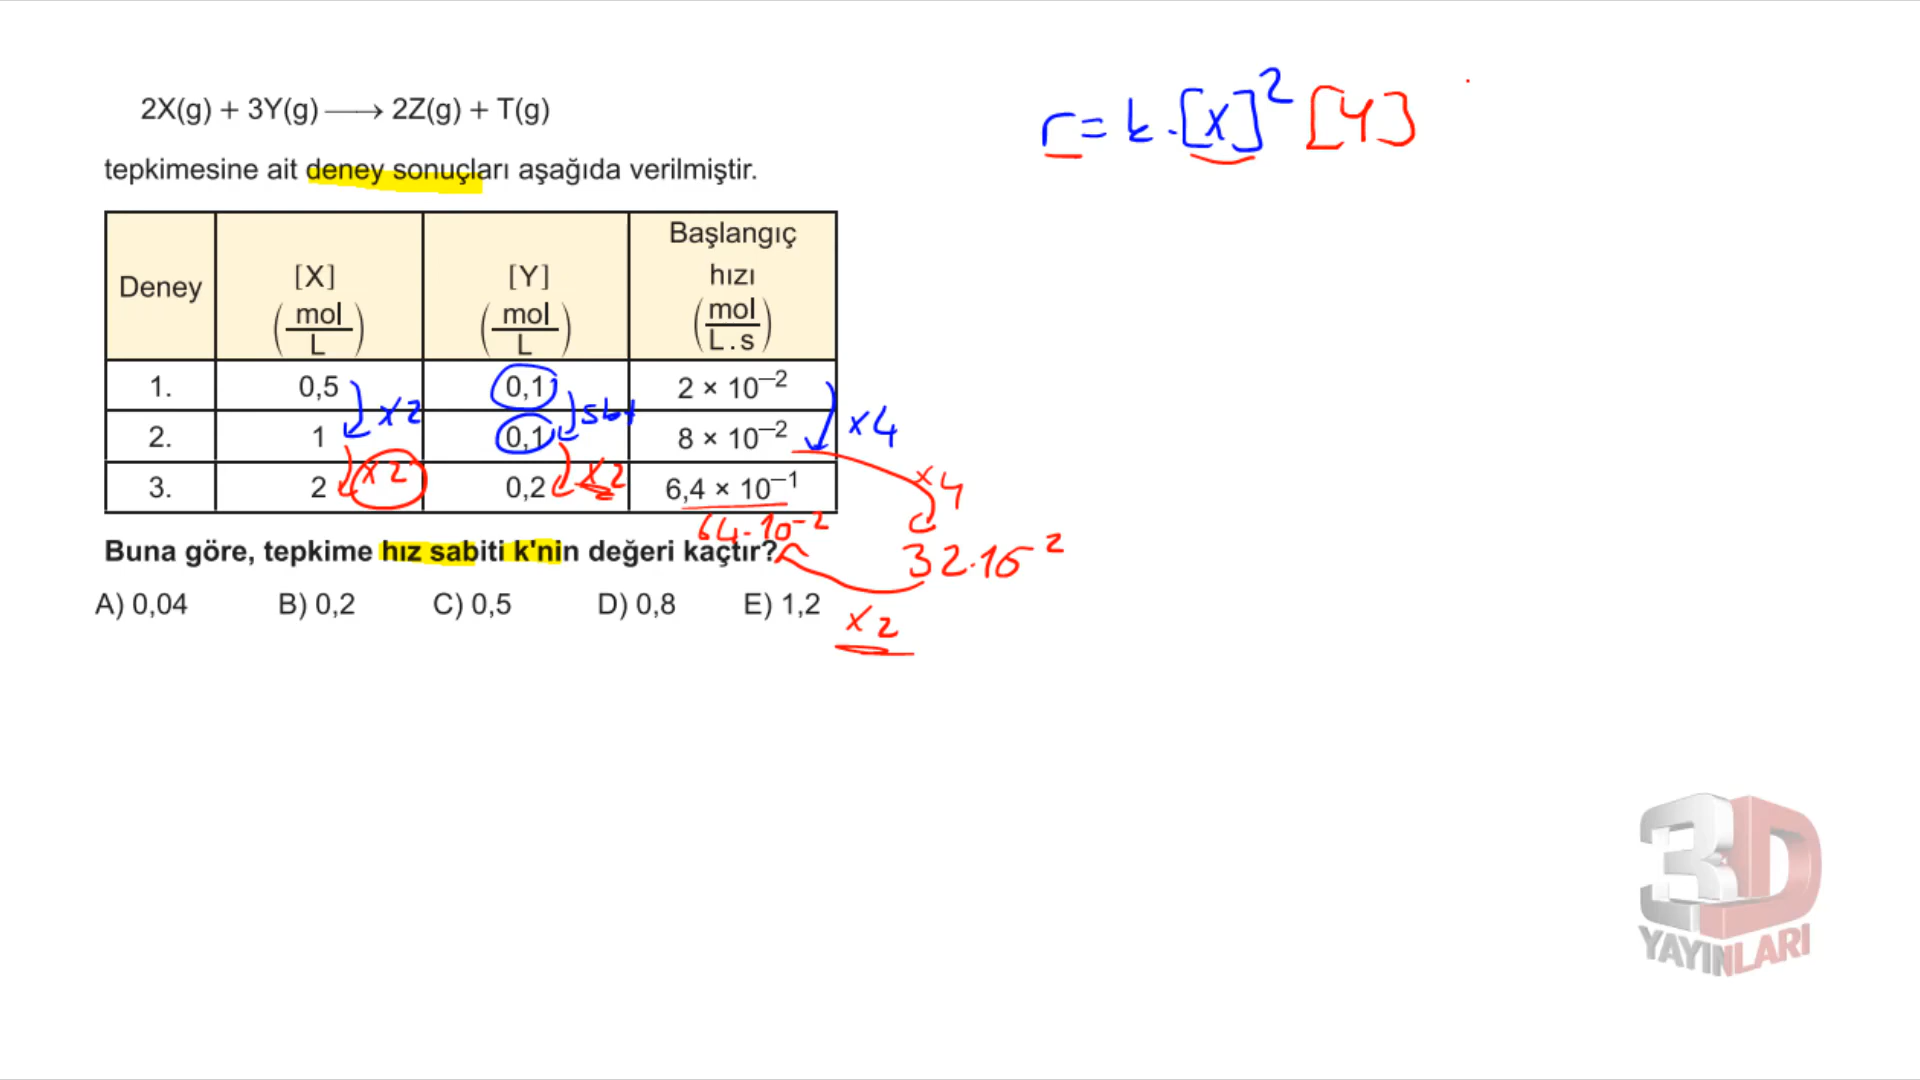 2X(g) + 3Y(g) ⟶ 2Z(g) + T(g)
r = k . [X]² [Y]
tepkimesine ait deney sonuçları aşağıda verilmiştir.
Deney [X] (mol/L) [Y] (mol/L) Başlangıç hızı (mol/L.s)
1. 0,5 0,1 2 × 10⁻²
x2 sbt x4
2. 1 0,1 8 × 10⁻²
x2 x2 x4
3. 2 0,2 6,4 × 10⁻¹
64.10⁻²
32.10⁻²
Buna göre, tepkime hız sabiti k'nin değeri kaçtır?
A) 0,04 B) 0,2 C) 0,5 D) 0,8 E) 1,2
x2
3D
YAYINLARI